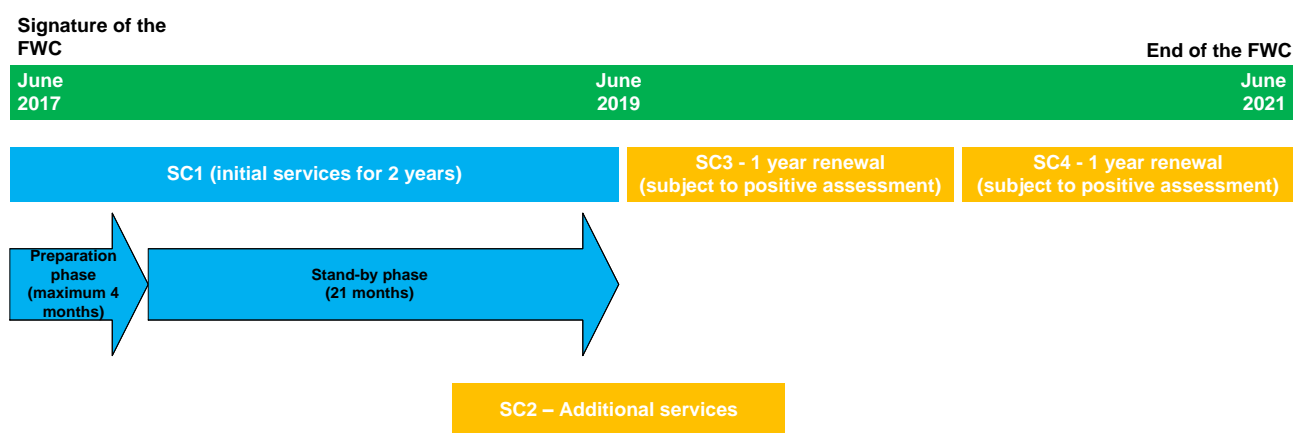 Signature of the
FWC
End of the FWC
June
2017
June
2019
June
2021
SC1 (initial services for 2 years)
SC3 - 1 year renewal
(subject to positive assessment)
SC4 - 1 year renewal
(subject to positive assessment)
Preparation
phase
(maximum 4
months)
Stand-by phase
(21 months)
SC2 – Additional services